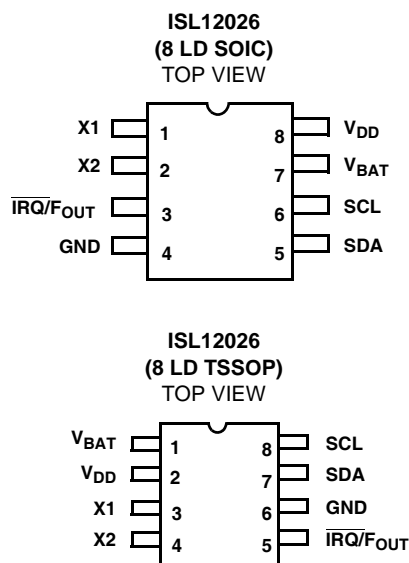 ISL12026
(8 LD SOIC)
TOP VIEW
X1 1 8 VDD
X2 2 7 VBAT
IRQ/FOUT 3 6 SCL
GND 4 5 SDA
ISL12026
(8 LD TSSOP)
TOP VIEW
VBAT 1 8 SCL
VDD 2 7 SDA
X1 3 6 GND
X2 4 5 IRQ/FOUT